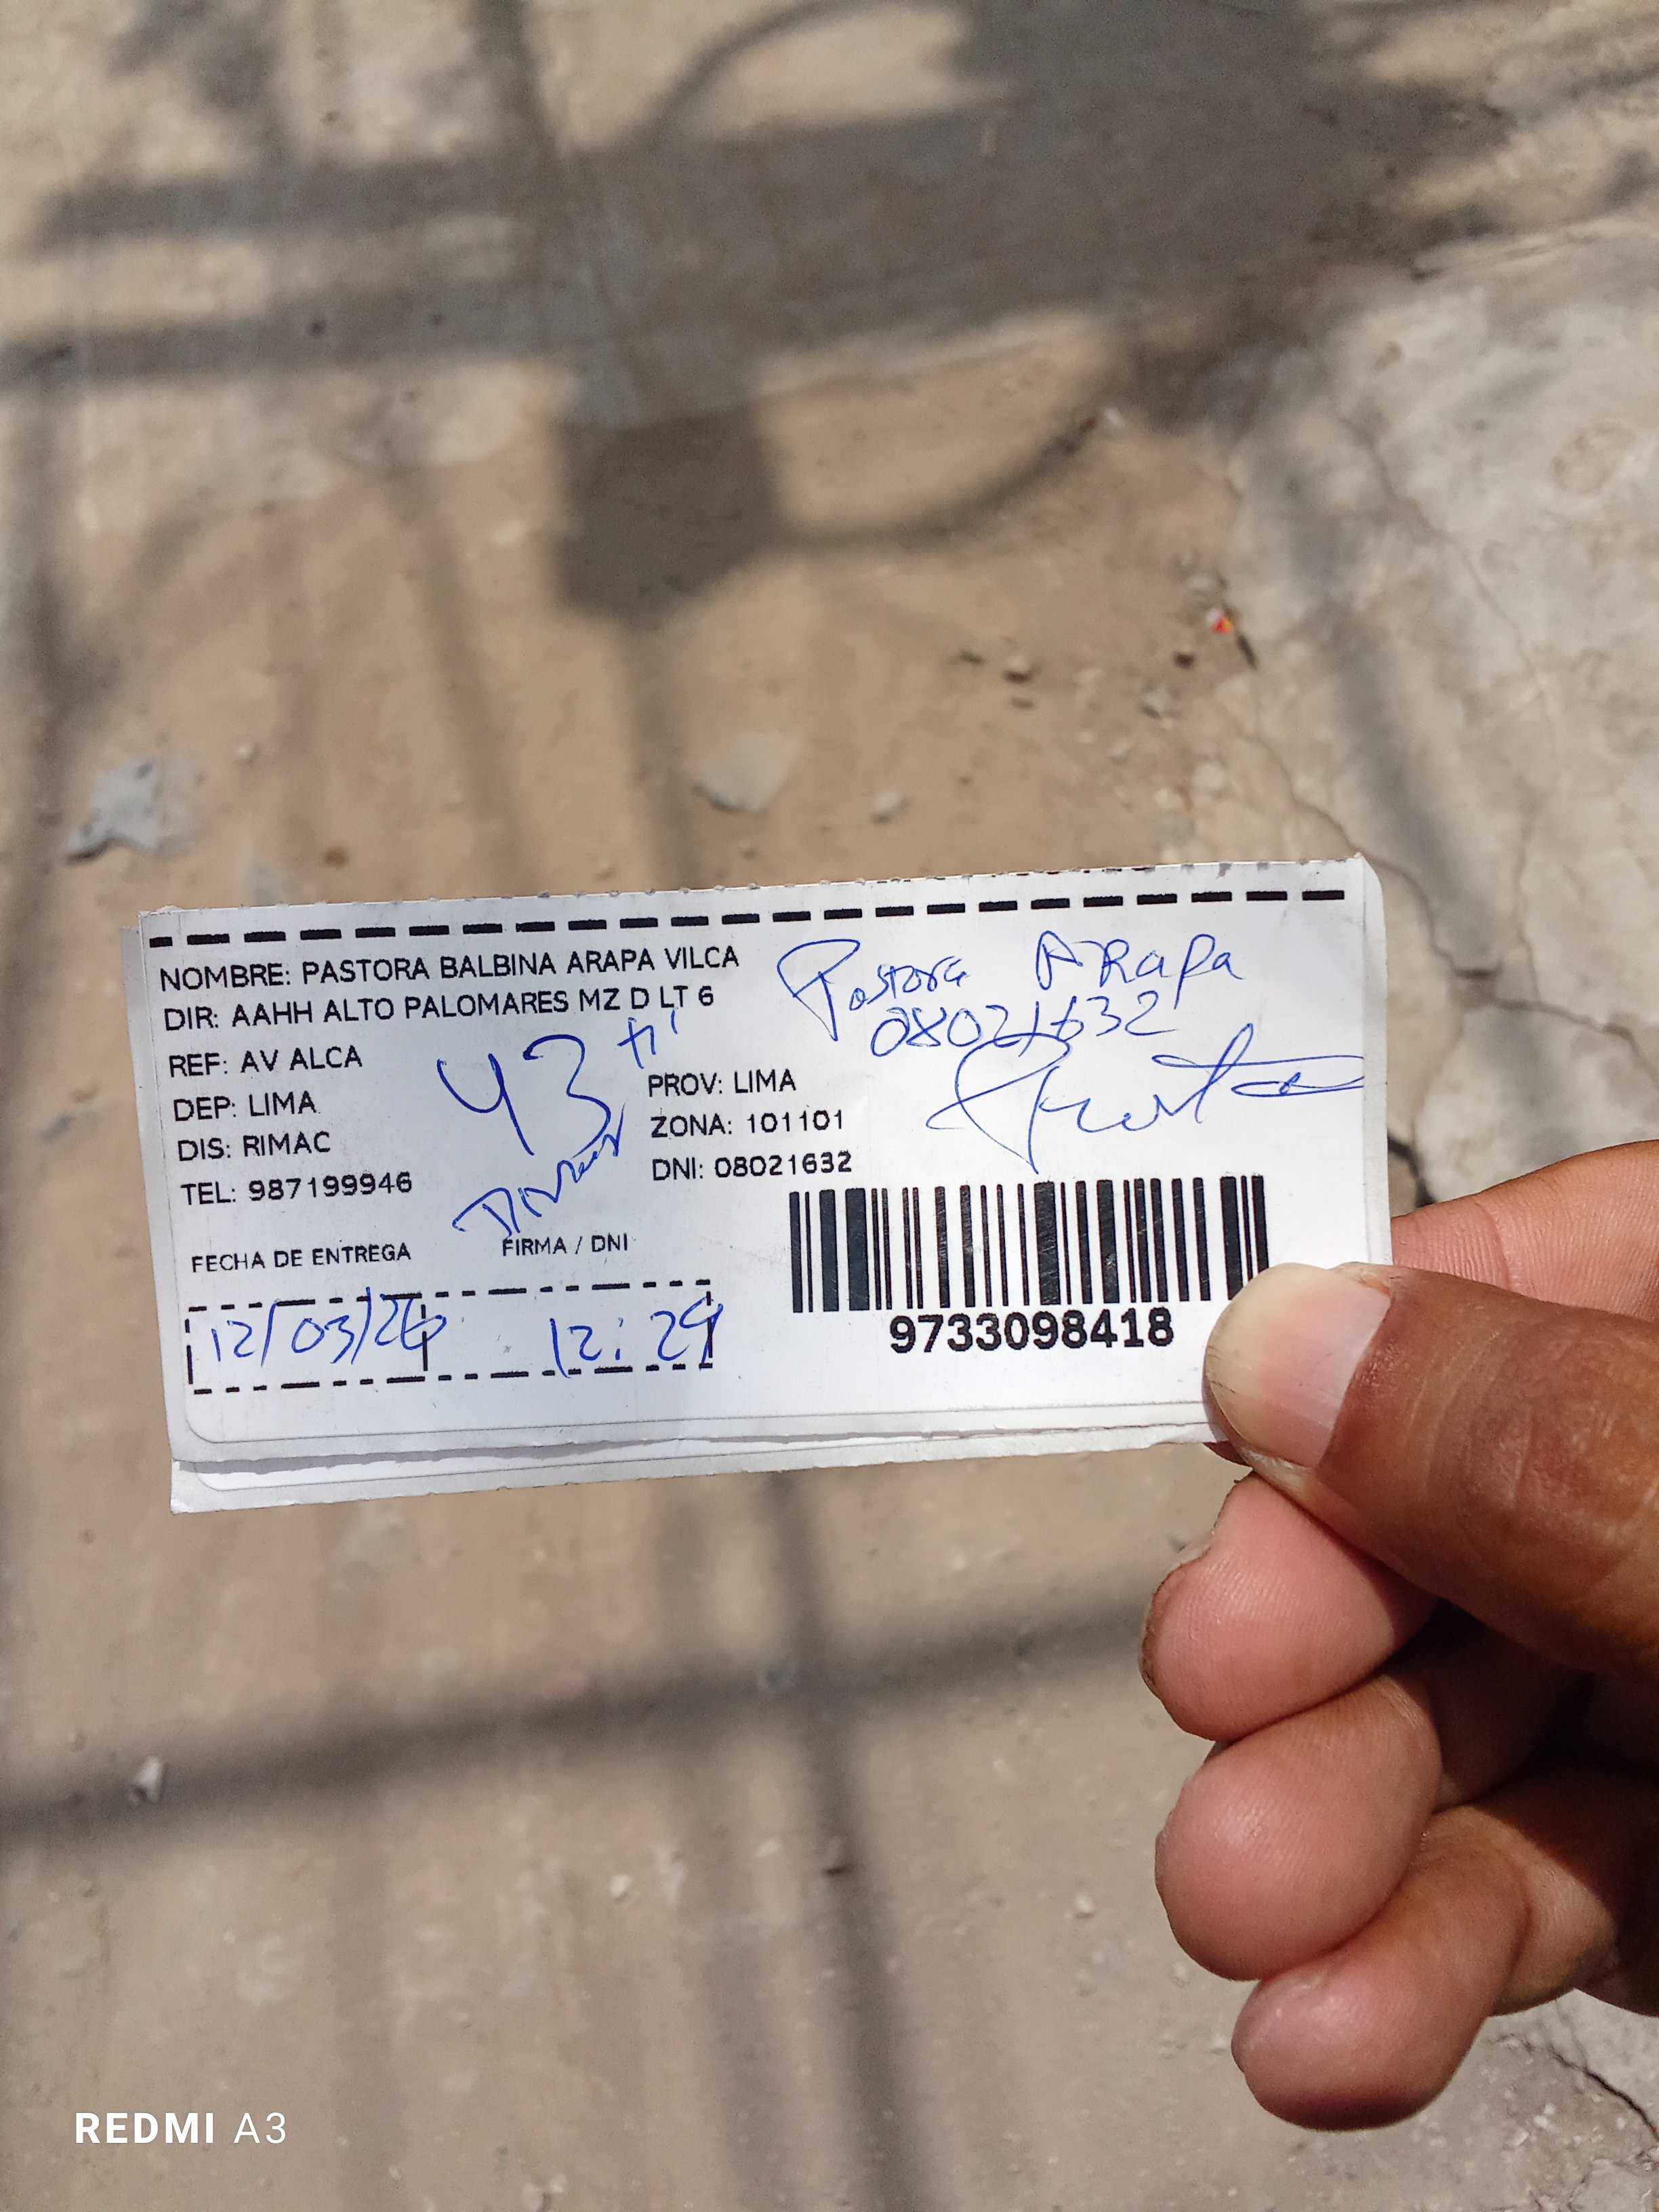 NOMBRE: PASTORA BALBINA ARAPA VILCA
DIR: AAHH ALTO PALOMARES MZ D LT 6
REF: AV ALCA
DEP: LIMA
DIS: RIMAC
TEL: 987199946
PROV: LIMA
ZONA: 101101
DNI: 08021632
Pastora ARAPA
08021632
43
FECHA DE ENTREGA
FIRMA / DNI
12/03/26 12:29
9733098418
REDMI A3